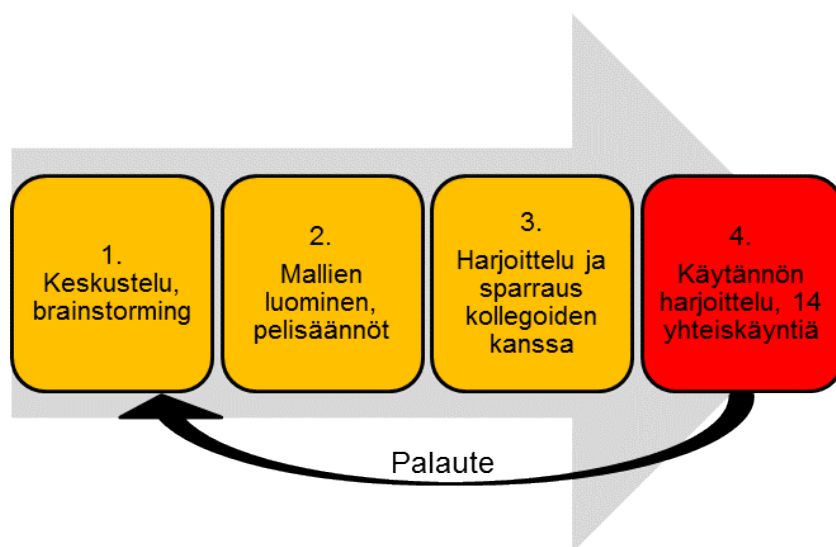 1.
Keskustelu,
brainstorming
2.
Mallien
luominen,
pelisäännöt
3.
Harjoittelu ja
sparraus
kollegoiden
kanssa
4.
Käytännön
harjoittelu, 14
yhteiskäyntiä
Palaute